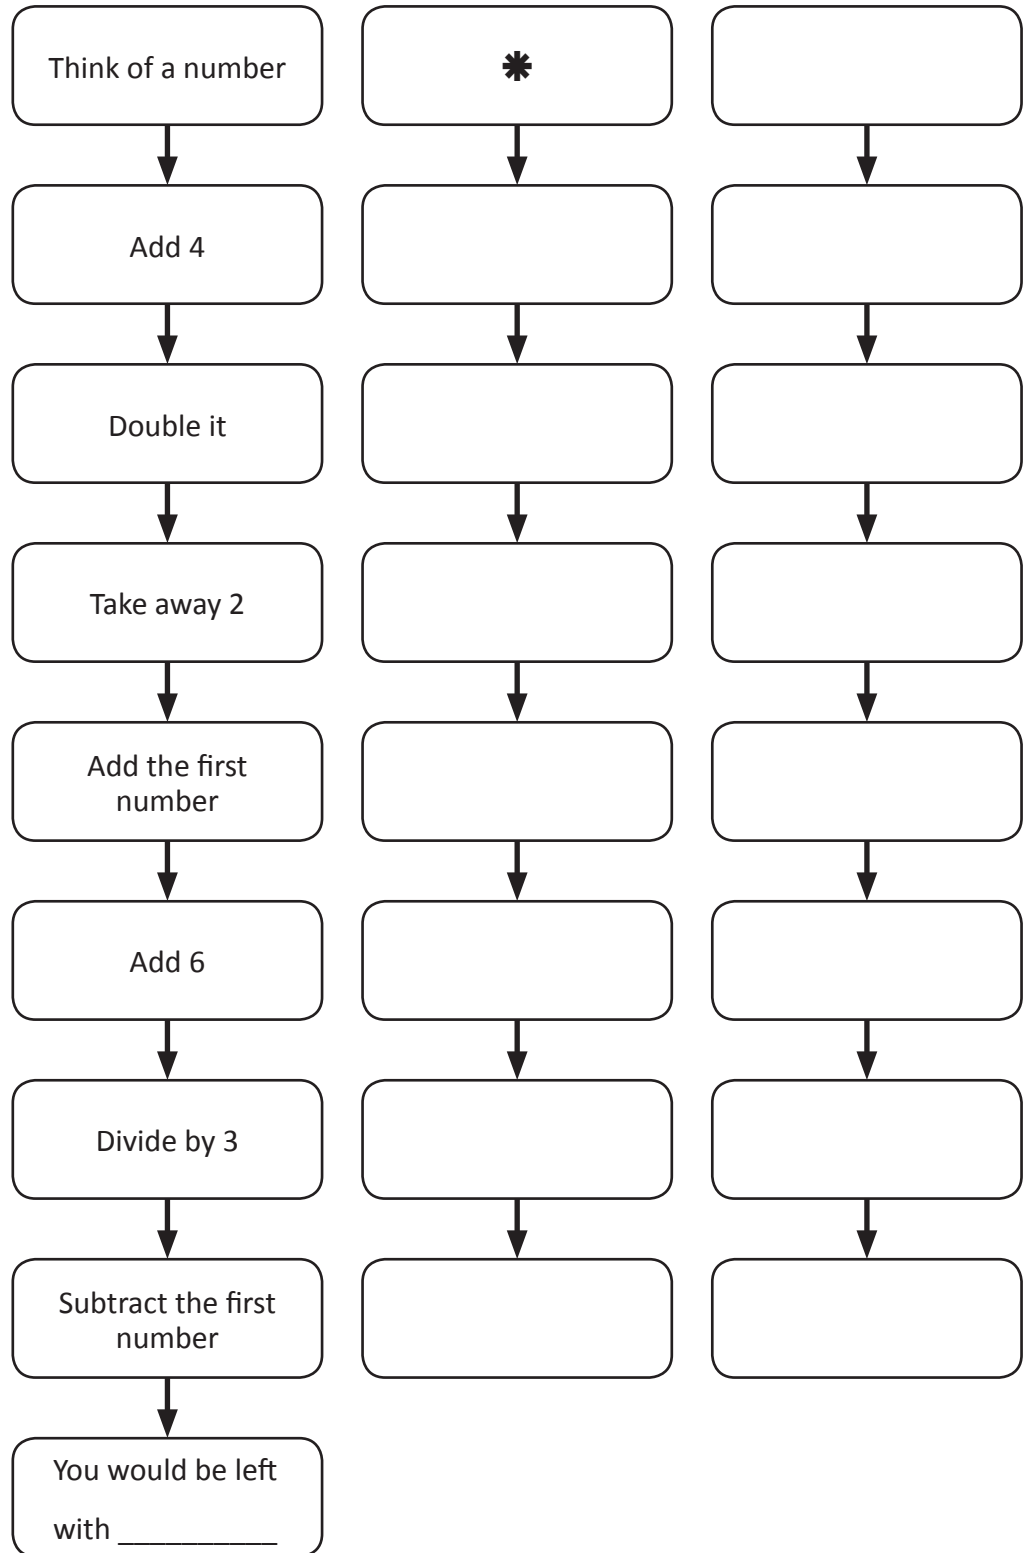 Think of a number
✷
Add 4
Double it
Take away 2
Add the first
number
Add 6
Divide by 3
Subtract the first
number
You would be left
with __________